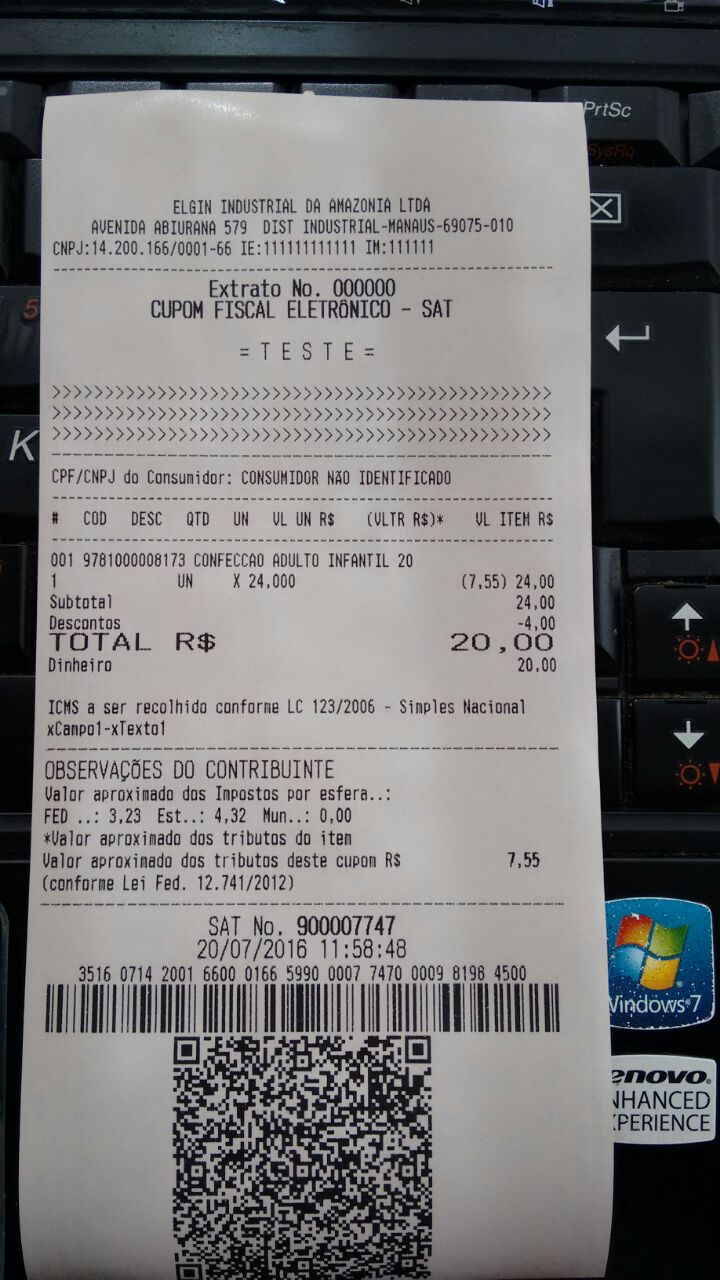 PrtSc
SysRq
5
K
ELGIN INDUSTRIAL DA AMAZONIA LTDA
AVENIDA ABIURANA 579 DIST INDUSTRIAL-MANAUS-69075-010
CNPJ:14.200.166/0001-66 IE:111111111111 IM:111111
Extrato No. 000000
CUPOM FISCAL ELETRÔNICO - SAT
= T E S T E =
>>>>>>>>>>>>>>>>>>>>>>>>>>>>>>>>>>>>>>>>>>>>>>>>
>>>>>>>>>>>>>>>>>>>>>>>>>>>>>>>>>>>>>>>>>>>>>>>>
>>>>>>>>>>>>>>>>>>>>>>>>>>>>>>>>>>>>>>>>>>>>>>>>
CPF/CNPJ do Consumidor: CONSUMIDOR NÃO IDENTIFICADO
# COD DESC QTD UN VL UN R$ (VLTR R$)* VL ITEM R$
001 9781000008173 CONFECCAO ADULTO INFANTIL 20
1 UN X 24,000 (7,55) 24,00
Subtotal 24,00
Descontos -4,00
TOTAL R$ 20,00
Dinheiro 20,00
ICMS a ser recolhido conforme LC 123/2006 - Simples Nacional
xCampo1-xTexto1
OBSERVAÇÕES DO CONTRIBUINTE
Valor aproximado dos Impostos por esfera..:
FED ..: 3,23 Est..: 4,32 Mun..: 0,00
*Valor aproximado dos tributos do item
Valor aproximado dos tributos deste cupom R$ 7,55
(conforme Lei Fed. 12.741/2012)
SAT No. 900007747
20/07/2016 11:58:48
3516 0714 2001 6600 0166 5990 0007 7470 0009 8198 4500
Windows 7
enovo
NHANCED
XPERIENCE